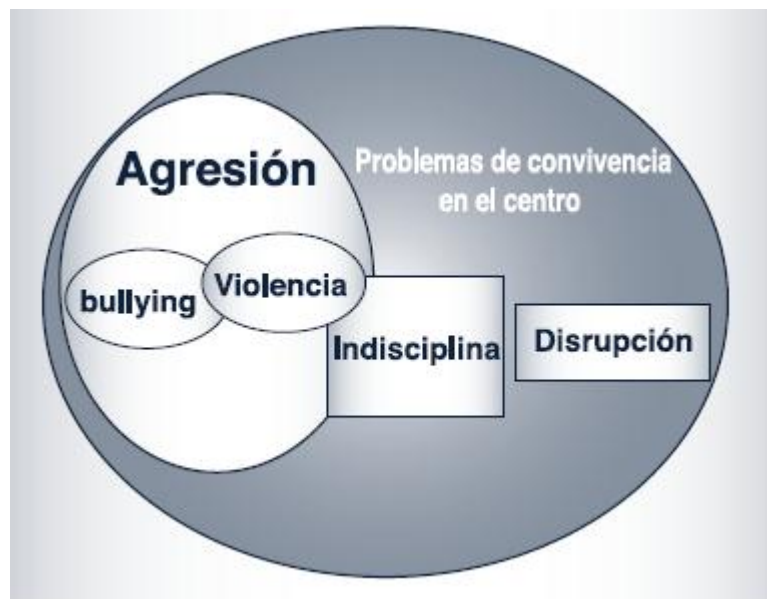 Agresión
Problemas de convivencia
en el centro
bullying
Violencia
Indisciplina
Disrupción